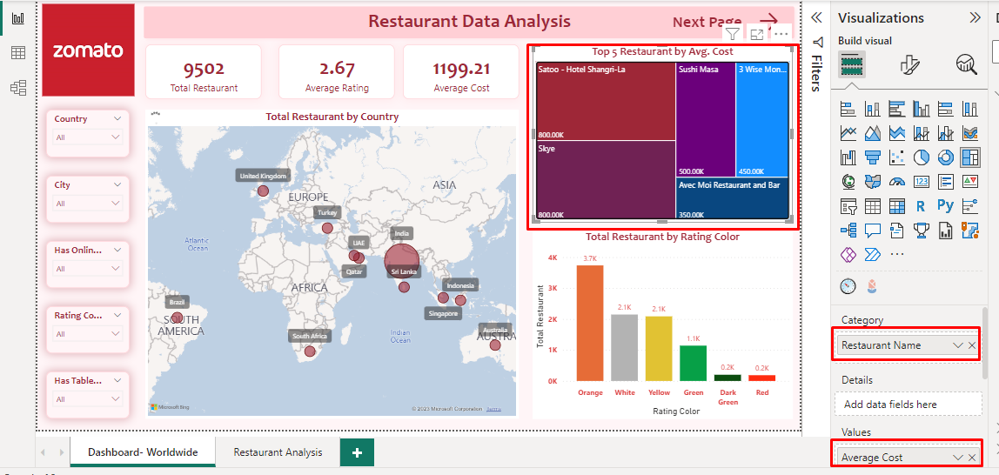 zomato
Restaurant Data Analysis
Next Page
9502
Total Restaurant
2.67
Average Rating
1199.21
Average Cost
Country
All
City
All
Has Onlin...
All
Rating Co...
All
Has Table...
All
Total Restaurant by Country
United Kingdom
EUROPE
ASIA
Turkey
Atlantic
Ocean
UAE
India
Qatar
Sri Lanka
AFRICA
Indonesia
Singapore
Brazil
SOUTH
AMERICA
South Africa
Indian
Ocean
Australia
AUSTRA
Microsoft Bing
© 2023 Microsoft Corporation Terms
Top 5 Restaurant by Avg. Cost
Satoo - Hotel Shangri-La
800.00K
Skye
800.00K
Sushi Masa
500.00K
3 Wise Mon...
450.00K
Avec Moi Restaurant and Bar
350.00K
Total Restaurant by Rating Color
Total Restaurant
4K
3K
2K
1K
0K
3.7K
2.1K
2.1K
1.1K
0.2K
0.2K
Orange
White
Yellow
Green
Dark
Green
Red
Rating Color
Filters
Visualizations
Build visual
123
R
Py
Category
Restaurant Name
Details
Add data fields here
Values
Average Cost
Dashboard- Worldwide
Restaurant Analysis
+